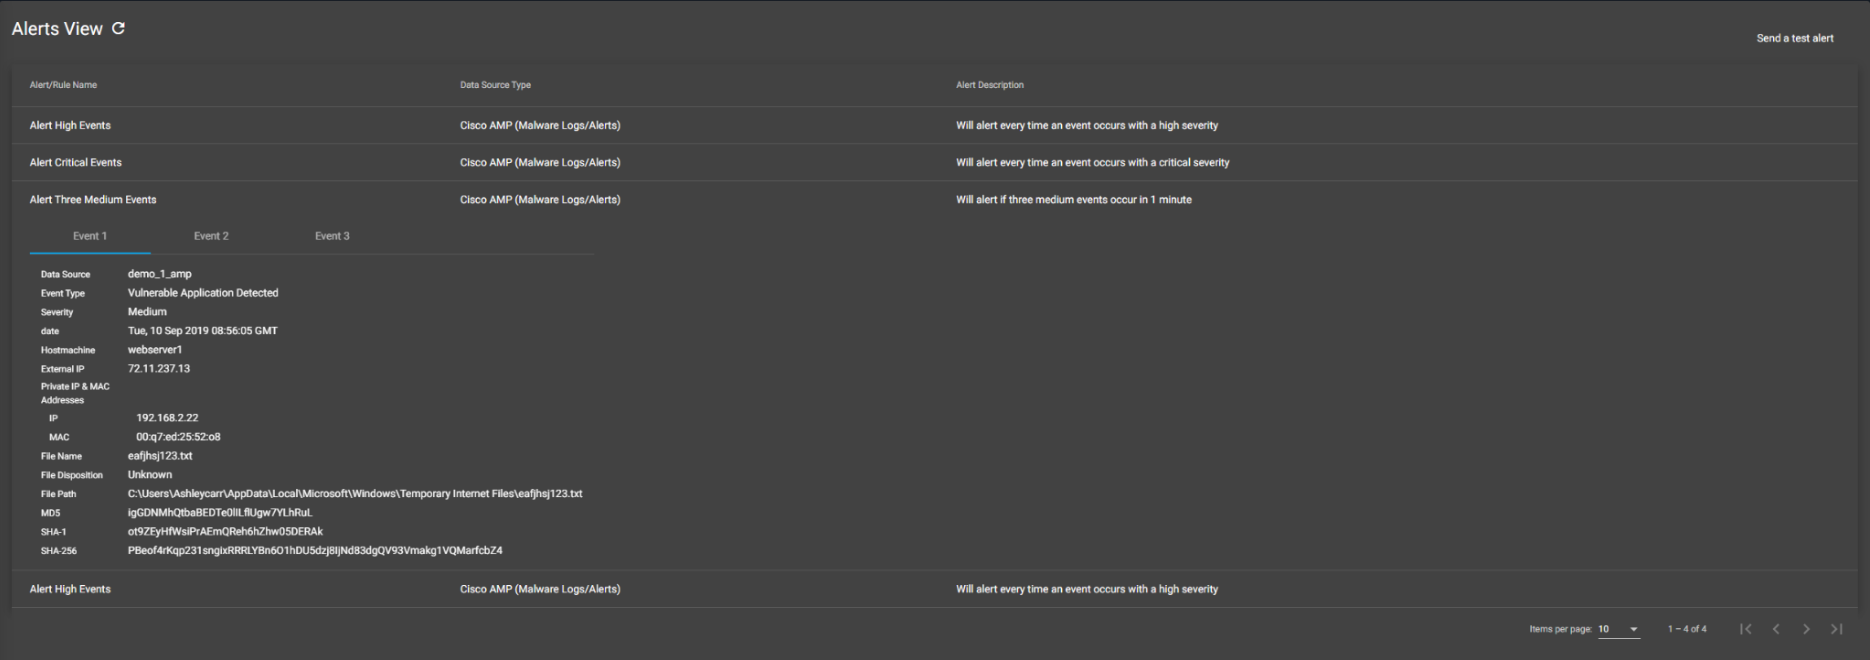 Alerts View
Send a test alert
Alert/Rule Name Data Source Type Alert Description
Alert High Events Cisco AMP (Malware Logs/Alerts) Will alert every time an event occurs with a high severity
Alert Critical Events Cisco AMP (Malware Logs/Alerts) Will alert every time an event occurs with a critical severity
Alert Three Medium Events Cisco AMP (Malware Logs/Alerts) Will alert if three medium events occur in 1 minute
Event 1 Event 2 Event 3
Data Source demo_1_amp
Event Type Vulnerable Application Detected
Severity Medium
date Tue, 10 Sep 2019 08:56:05 GMT
Hostmachine webserver1
External IP 72.11.237.13
Private IP & MAC
Addresses
IP 192.168.2.22
MAC 00:q7:ed:25:52:o8
File Name eafjhsj123.txt
File Disposition Unknown
File Path C:\Users\Ashleycarr\AppData\Local\Microsoft\Windows\Temporary Internet Files\eafjhsj123.txt
MD5
SHA-1 ot9ZEyHfWsiPrAEmQReh6hZhw05DERAk
SHA-256
Alert High Events Cisco AMP (Malware Logs/Alerts) Will alert every time an event occurs with a high severity
Items per page: 10 1 – 4 of 4